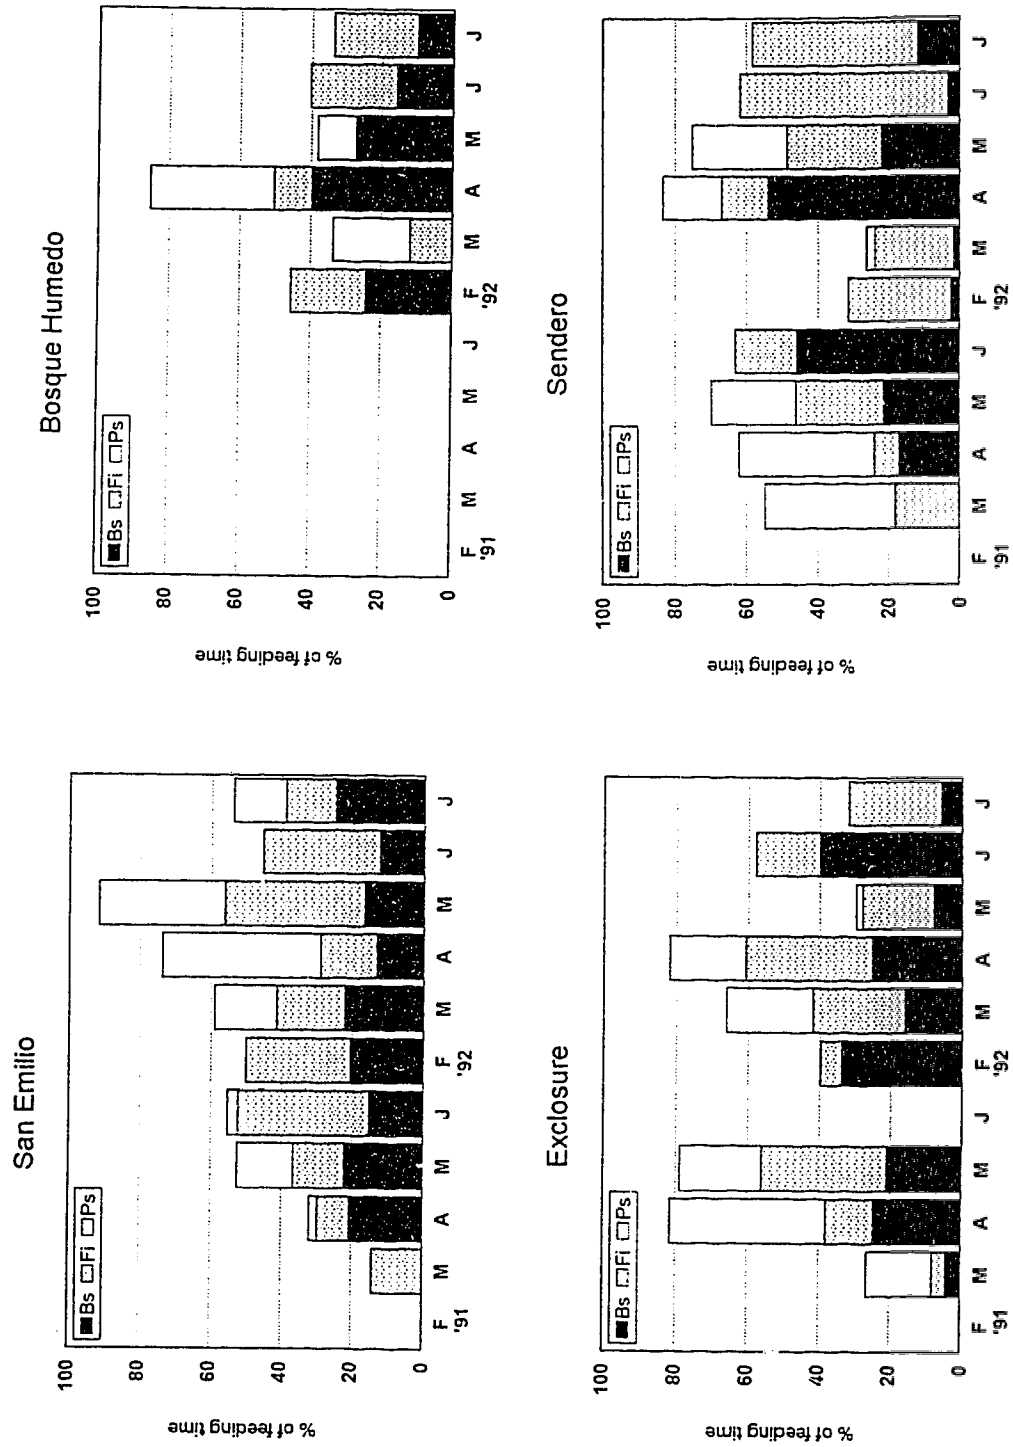 San Emilio
Bs Fi Ps
% of feeding time
100
80
60
40
20
0
F M A M J F M A M J J
'91 '92
Bosque Humedo
Bs Fi Ps
% of feeding time
100
80
60
40
20
0
F M A M J F M A M J J
'91 '92
Exclosure
Bs Fi Ps
% of feeding time
100
80
60
40
20
0
F M A M J F M A M J J
'91 '92
Sendero
Bs Fi Ps
% of feeding time
100
80
60
40
20
0
F M A M J F M A M J J
'91 '92